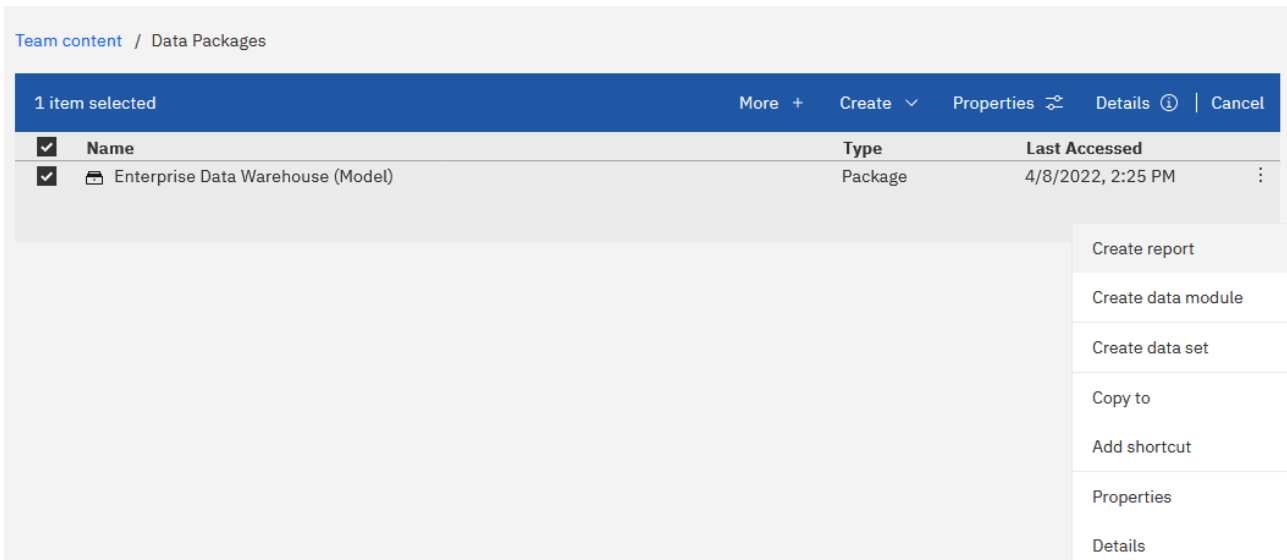 Team content / Data Packages
1 item selected More + Create Properties Details | Cancel
Name Type Last Accessed
Enterprise Data Warehouse (Model) Package 4/8/2022, 2:25 PM
Create report
Create data module
Create data set
Copy to
Add shortcut
Properties
Details